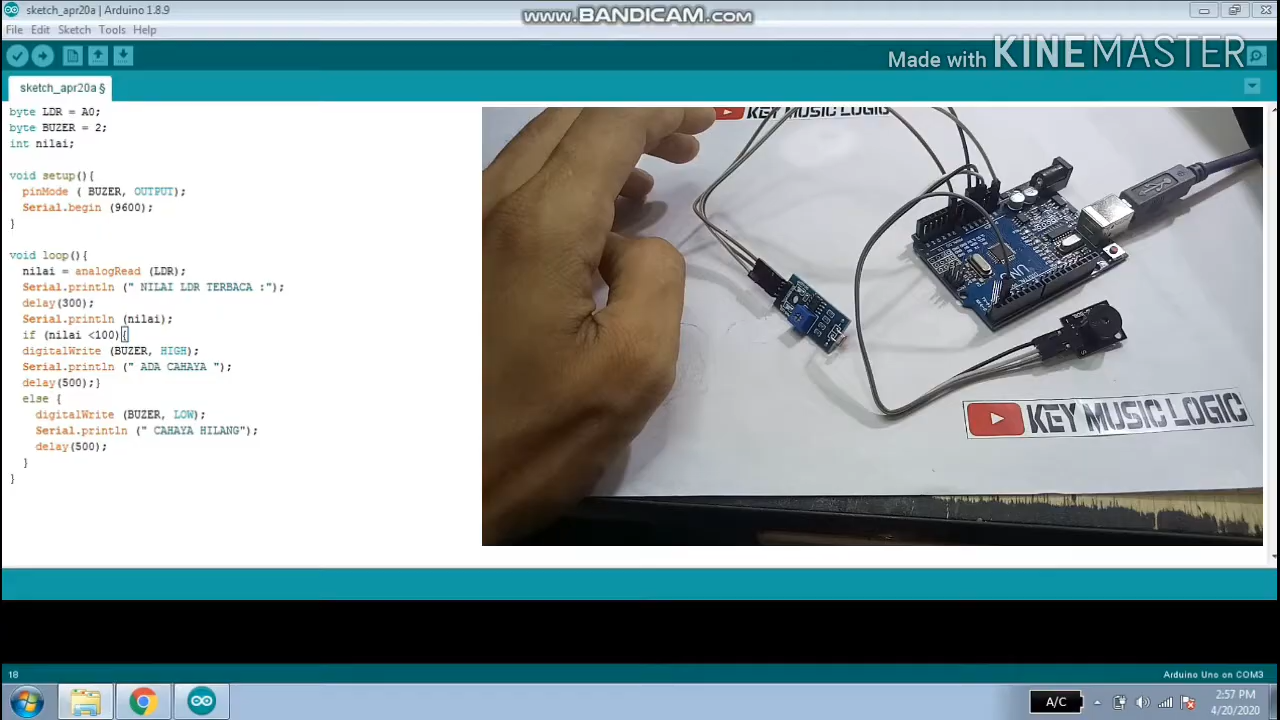 sketch_apr20a | Arduino 1.8.9
www.BANDICAM.com
File Edit Sketch Tools Help
Made with KINEMASTER
sketch_apr20a §
byte LDR = A0;
byte BUZER = 2;
int nilai;
void setup(){
pinMode ( BUZER, OUTPUT);
Serial.begin (9600);
}
void loop(){
nilai = analogRead (LDR);
Serial.println (" NILAI LDR TERBACA :");
delay(300);
Serial.println (nilai);
if (nilai <100){
digitalWrite (BUZER, HIGH);
Serial.println (" ADA CAHAYA ");
delay(500);}
else {
digitalWrite (BUZER, LOW);
Serial.println (" CAHAYA HILANG");
delay(500);
}
}
KEY MUSIC LOGIC
UNO
KEY MUSIC LOGIC
18
Arduino Uno on COM3
A/C
2:57 PM
4/20/2020